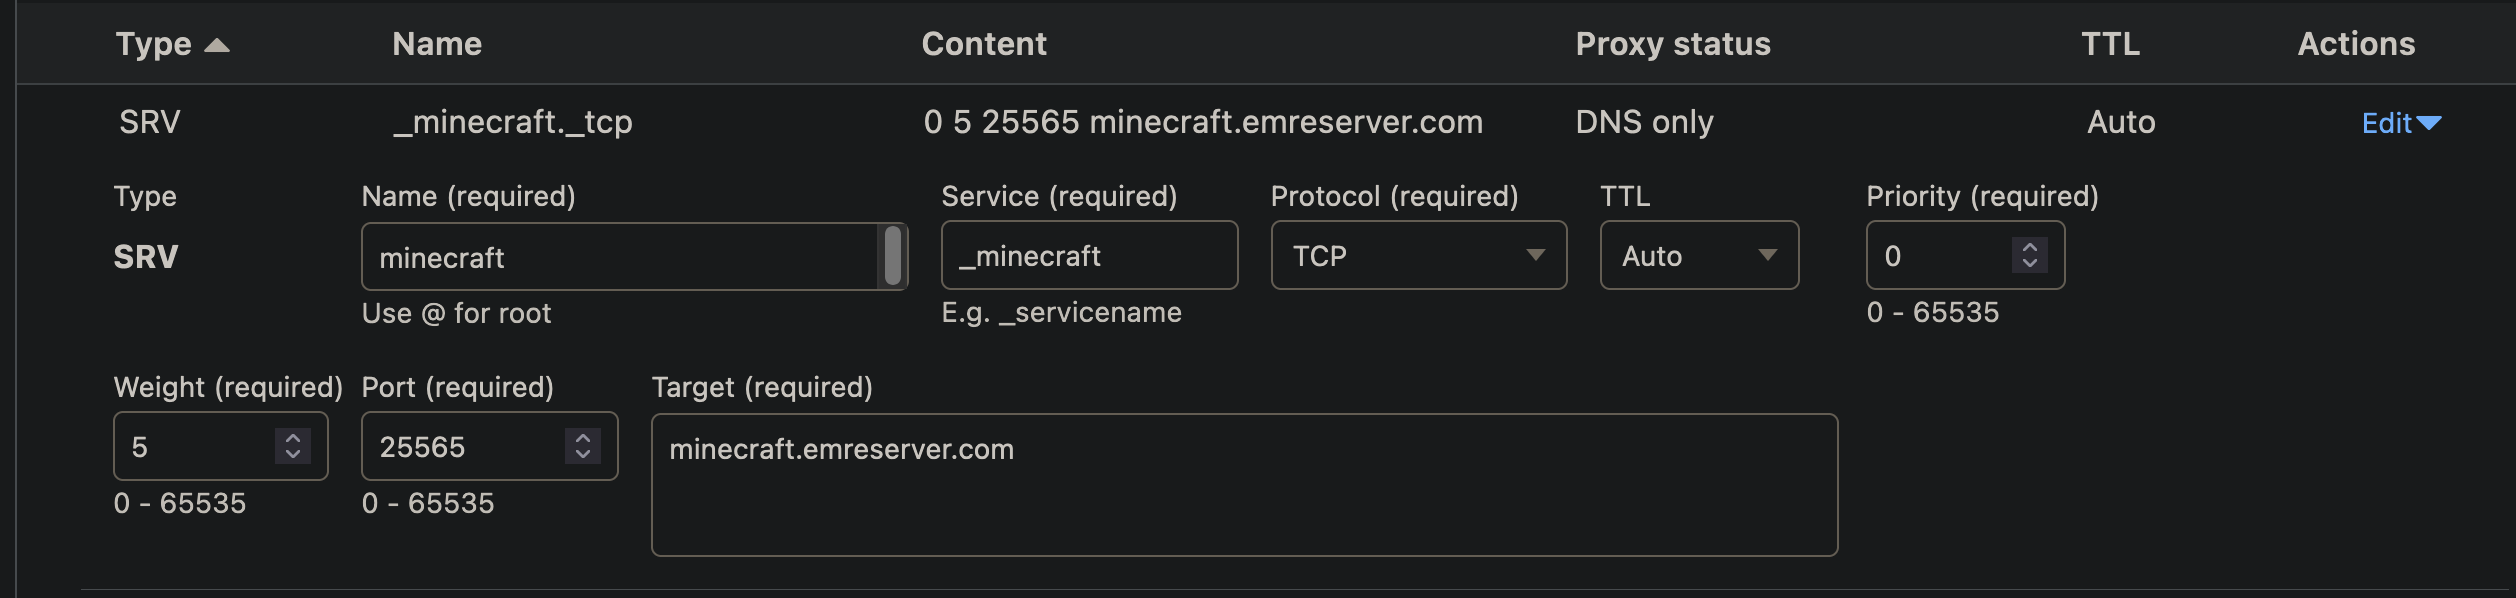 Type Name Content Proxy status TTL Actions
SRV _minecraft._tcp 0 5 25565 minecraft.emreserver.com DNS only Auto Edit
Type Name (required) Service (required) Protocol (required) TTL Priority (required)
SRV minecraft _minecraft TCP Auto 0
Use @ for root E.g. _servicename 0 - 65535
Weight (required) Port (required) Target (required)
5 25565 minecraft.emreserver.com
0 - 65535 0 - 65535